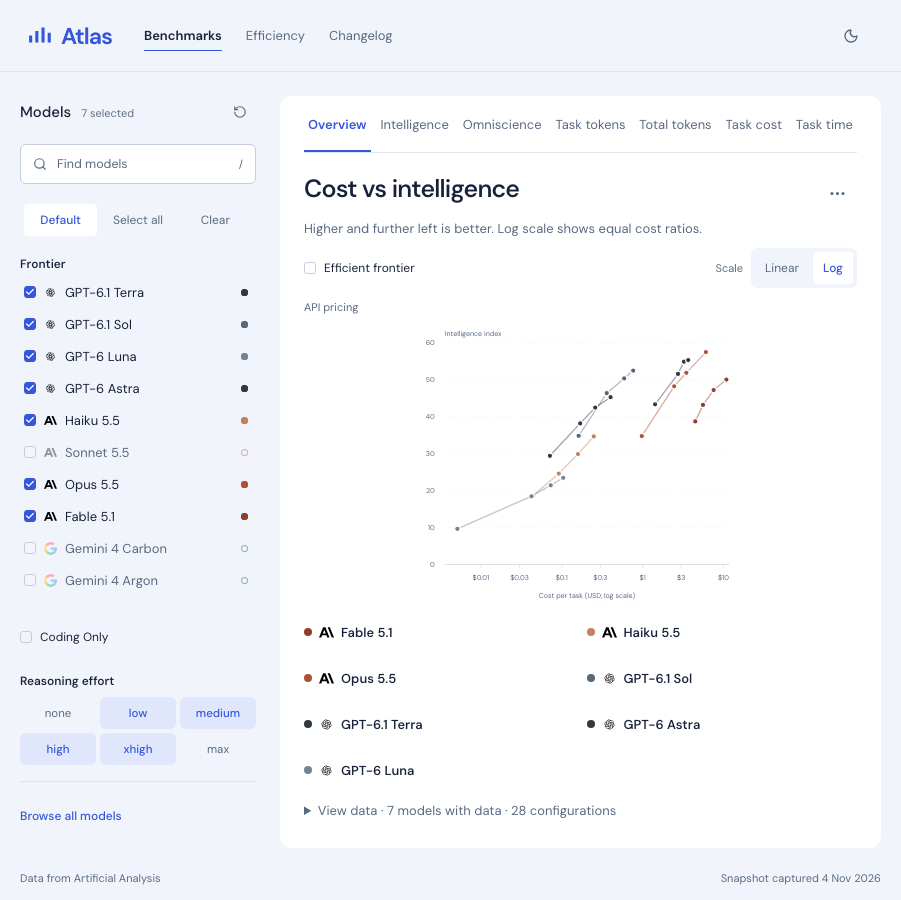 Atlas
Benchmarks Efficiency Changelog
Models 7 selected
Find models /
Default Select all Clear
Frontier
GPT-6.1 Terra
GPT-6.1 Sol
GPT-6 Luna
GPT-6 Astra
Haiku 5.5
Sonnet 5.5
Opus 5.5
Fable 5.1
Gemini 4 Carbon
Gemini 4 Argon
Coding Only
Reasoning effort
none low medium
high xhigh max
Browse all models
Overview Intelligence Omniscience Task tokens Total tokens Task cost Task time
Cost vs intelligence
Higher and further left is better. Log scale shows equal cost ratios.
Efficient frontier Scale Linear Log
API pricing
Intelligence index
60
50
40
30
20
10
0
$0.01 $0.03 $0.1 $0.3 $1 $3 $10
Cost per task (USD, log scale)
Fable 5.1 Haiku 5.5
Opus 5.5 GPT-6.1 Sol
GPT-6.1 Terra GPT-6 Astra
GPT-6 Luna
View data · 7 models with data · 28 configurations
Data from Artificial Analysis Snapshot captured 4 Nov 2026